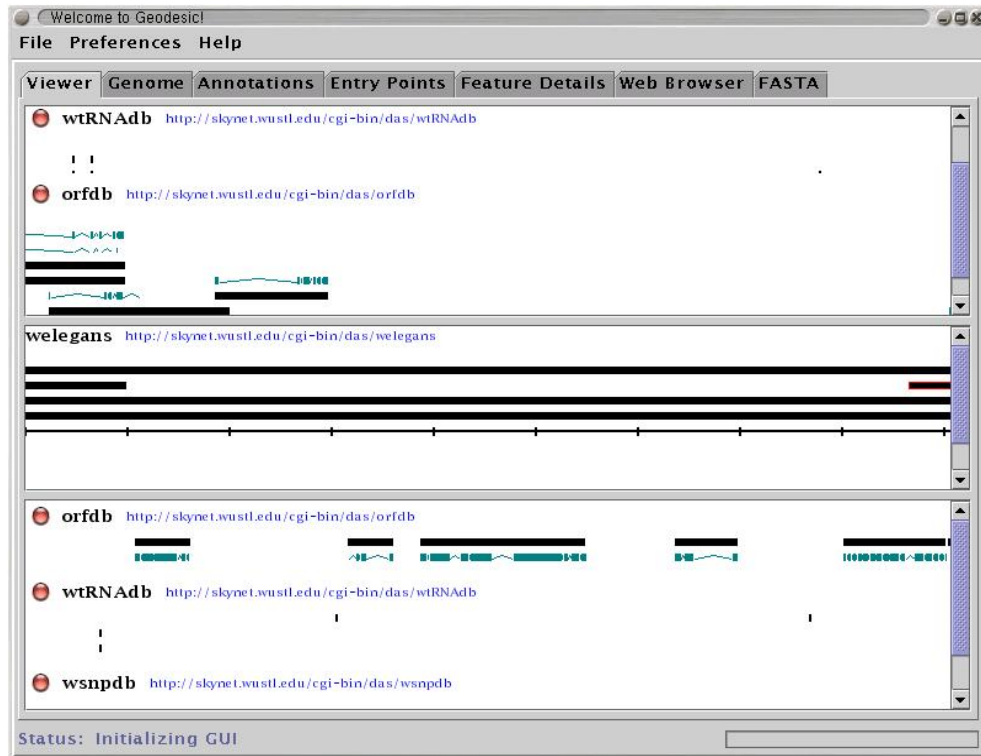 Welcome to Geodesic!
File Preferences Help
Viewer Genome Annotations Entry Points Feature Details Web Browser FASTA
wtRNAdb http://skynet.wustl.edu/cgi-bin/das/wtRNAdb
orfdb http://skynet.wustl.edu/cgi-bin/das/orfdb
welegans http://skynet.wustl.edu/cgi-bin/das/welegans
orfdb http://skynet.wustl.edu/cgi-bin/das/orfdb
wtRNAdb http://skynet.wustl.edu/cgi-bin/das/wtRNAdb
wsnpdb http://skynet.wustl.edu/cgi-bin/das/wsnpdb
Status: Initializing GUI